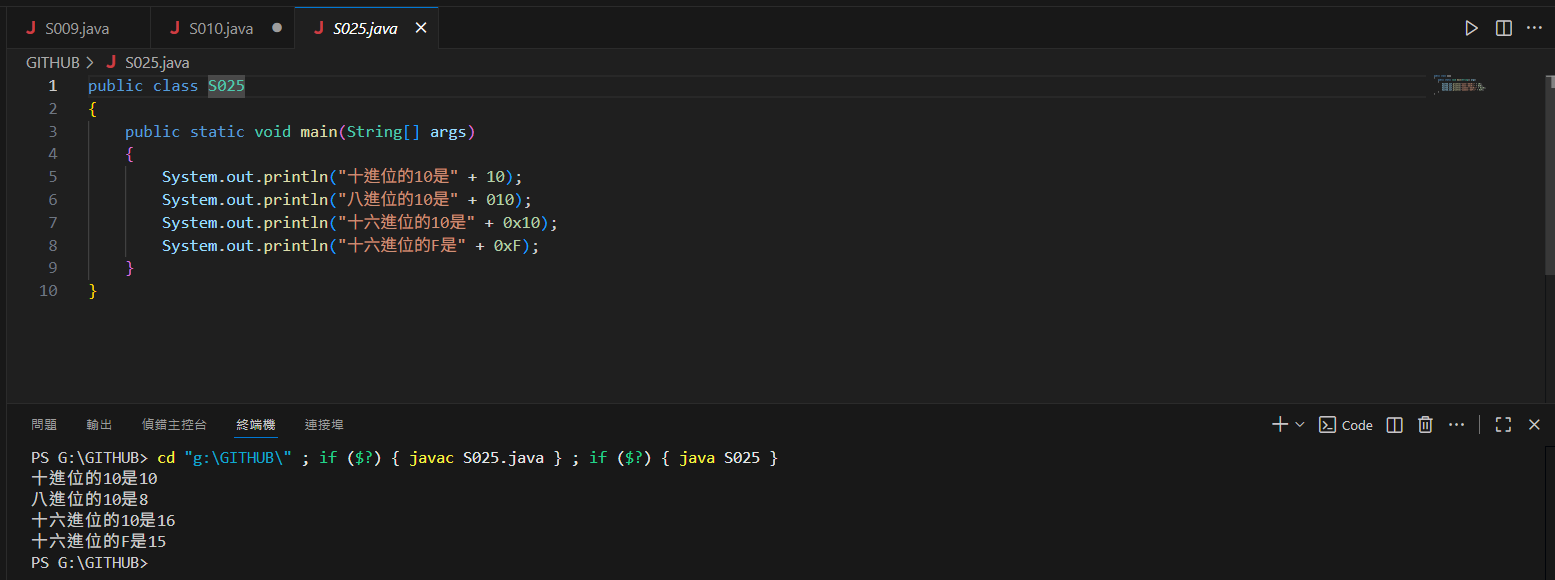 J S009.java J S010.java ● J S025.java ×
GITHUB > J S025.java
1 public class S025
2 {
3 public static void main(String[] args)
4 {
5 System.out.println("十進位的10是" + 10);
6 System.out.println("八進位的10是" + 010);
7 System.out.println("十六進位的10是" + 0x10);
8 System.out.println("十六進位的F是" + 0xF);
9 }
10 }
問題 輸出 偵錯主控台 終端機 連接埠 Code
PS G:\GITHUB> cd "g:\GITHUB\" ; if ($?) { javac S025.java } ; if ($?) { java S025 }
十進位的10是10
八進位的10是8
十六進位的10是16
十六進位的F是15
PS G:\GITHUB>